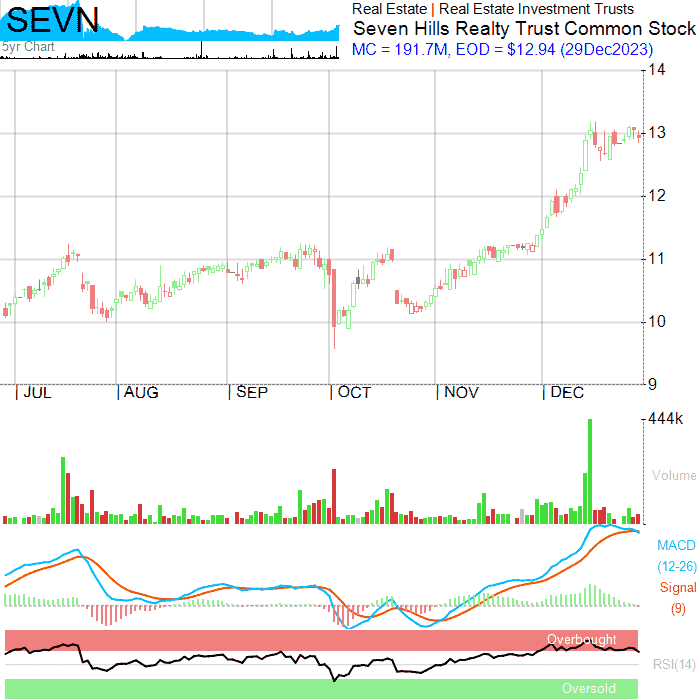 SEVN
5yr Chart
Real Estate | Real Estate Investment Trusts
Seven Hills Realty Trust Common Stock
MC = 191.7M, EOD = $12.94 (29Dec2023)
14
13
12
11
10
9
| JUL | AUG | SEP | OCT | NOV | DEC
444k
Volume
MACD
(12-26)
Signal
(9)
Overbought
RSI(14)
Oversold